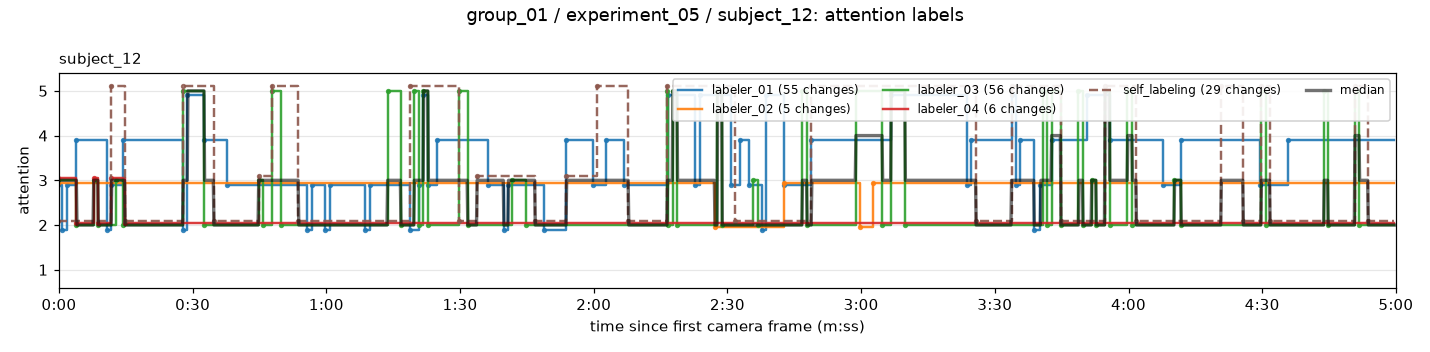 group_01 / experiment_05 / subject_12: attention labels
subject_12
labeler_01 (55 changes)
labeler_02 (5 changes)
labeler_03 (56 changes)
labeler_04 (6 changes)
self_labeling (29 changes)
median
attention
5
4
3
2
1
0:00 0:30 1:00 1:30 2:00 2:30 3:00 3:30 4:00 4:30 5:00
time since first camera frame (m:ss)